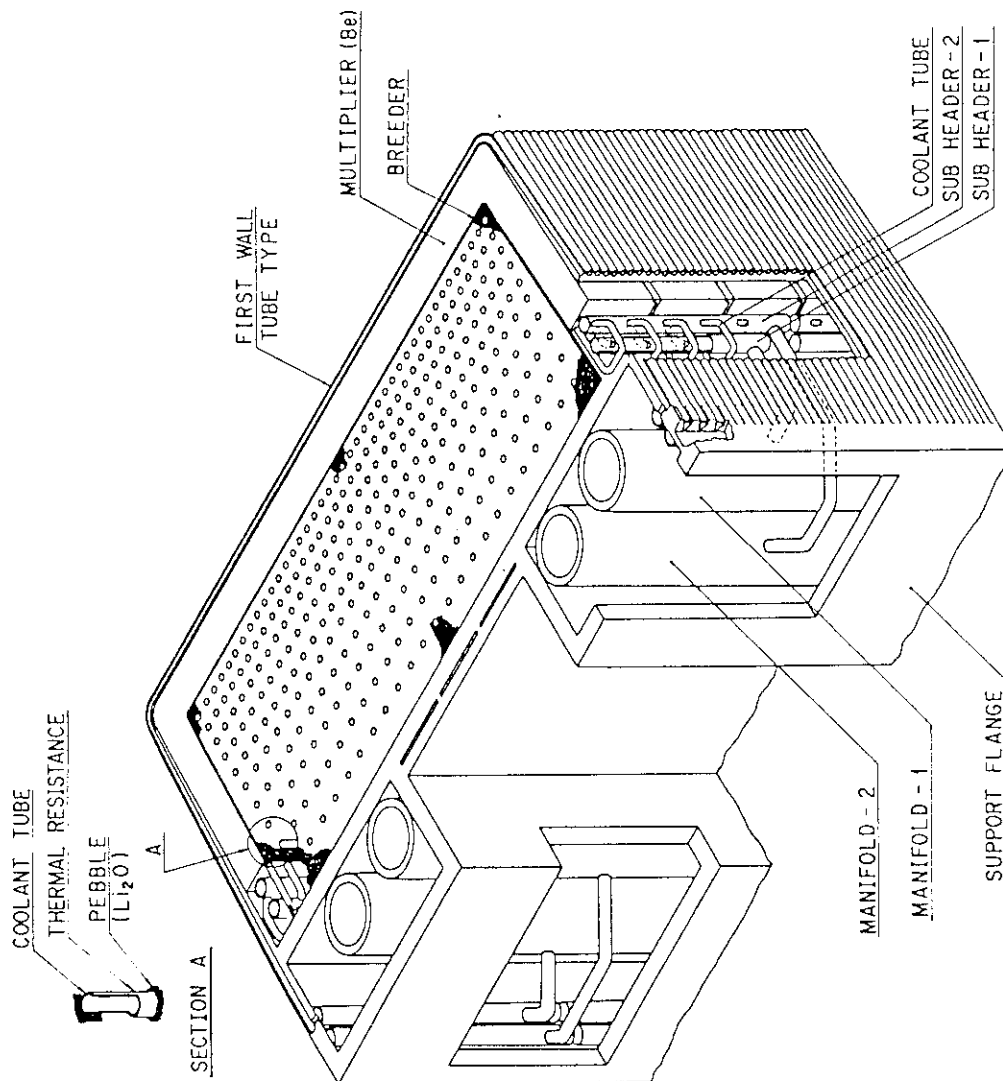 COOLANT TUBE
THERMAL RESISTANCE
PEBBLE
(Li₂O)
A
SECTION A
FIRST WALL
TUBE TYPE
MULTIPLIER (Be)
BREEDER
COOLANT TUBE
SUB HEADER-2
SUB HEADER-1
MANIFOLD-2
MANIFOLD-1
SUPPORT FLANGE